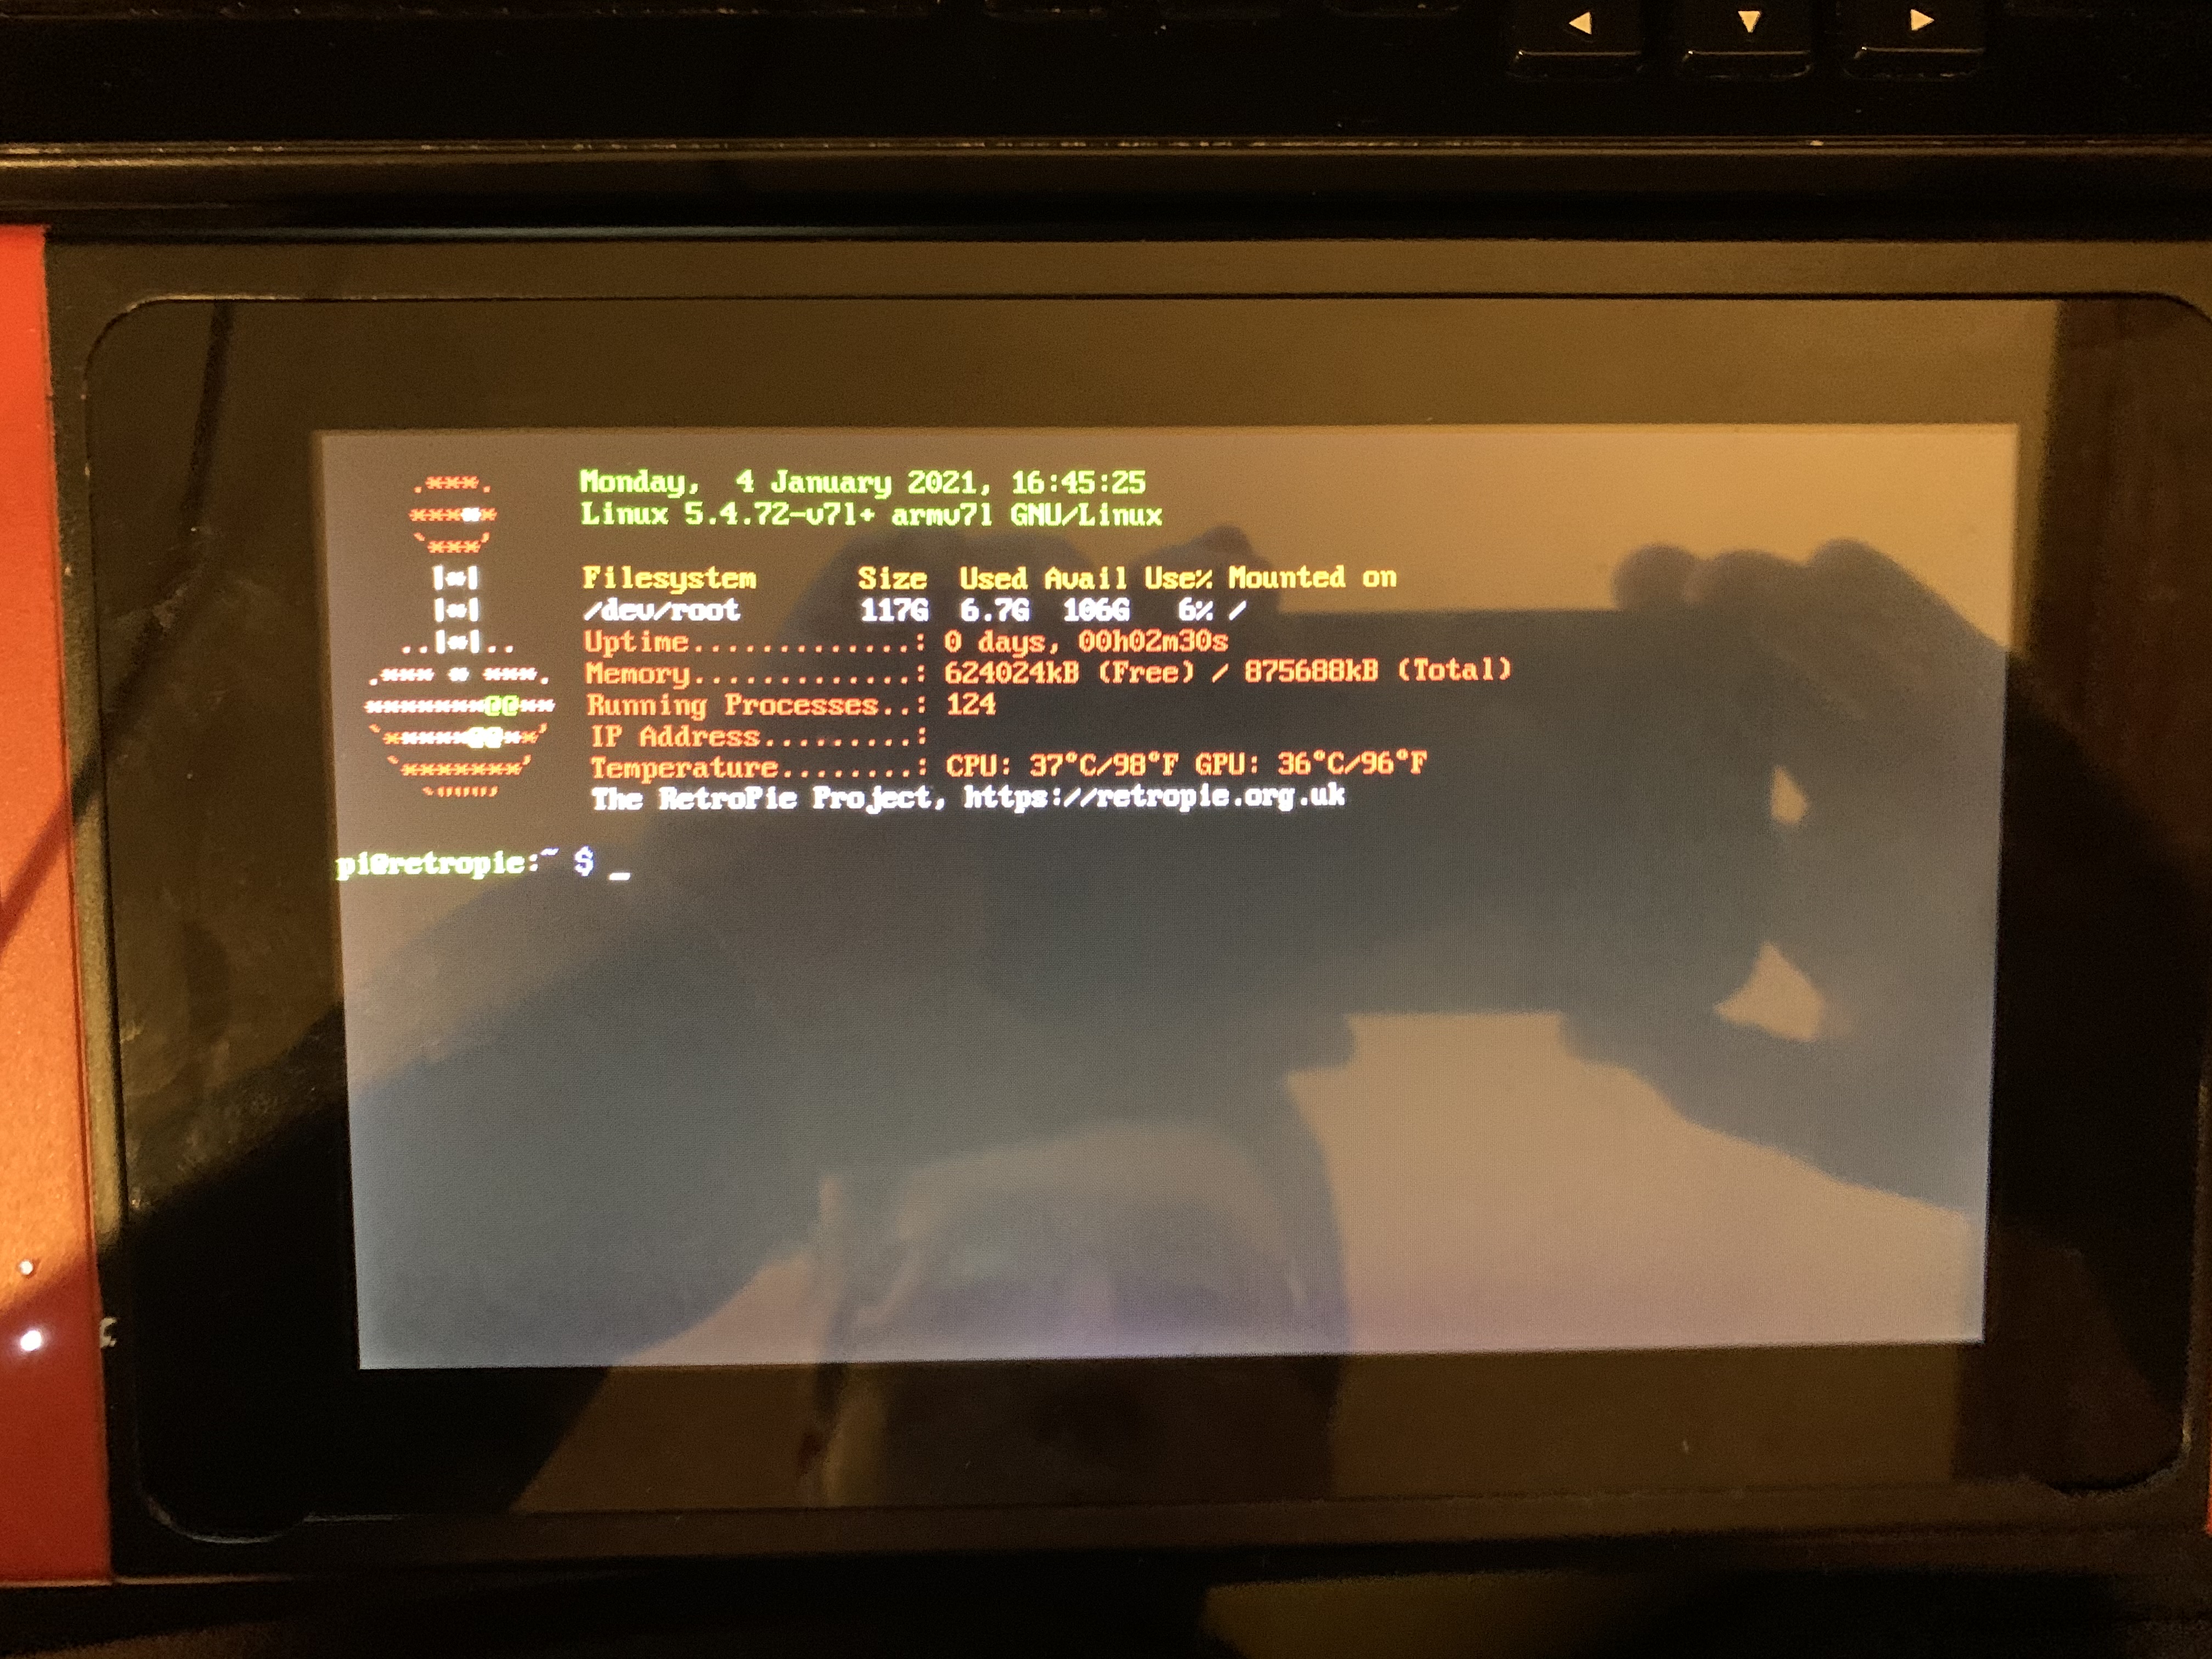 Monday, 4 January 2021, 16:45:25
Linux 5.4.72-v7l+ armv7l GNU/Linux
Filesystem Size Used Avail Use% Mounted on
/dev/root 117G 6.7G 106G 6% /
Uptime.............: 0 days, 00h02m30s
Memory.............: 624024kB (Free) / 875688kB (Total)
Running Processes..: 124
IP Address.........:
Temperature........: CPU: 37°C/98°F GPU: 36°C/96°F
The RetroPie Project, https://retropie.org.uk
pi@retropie:~ $ _